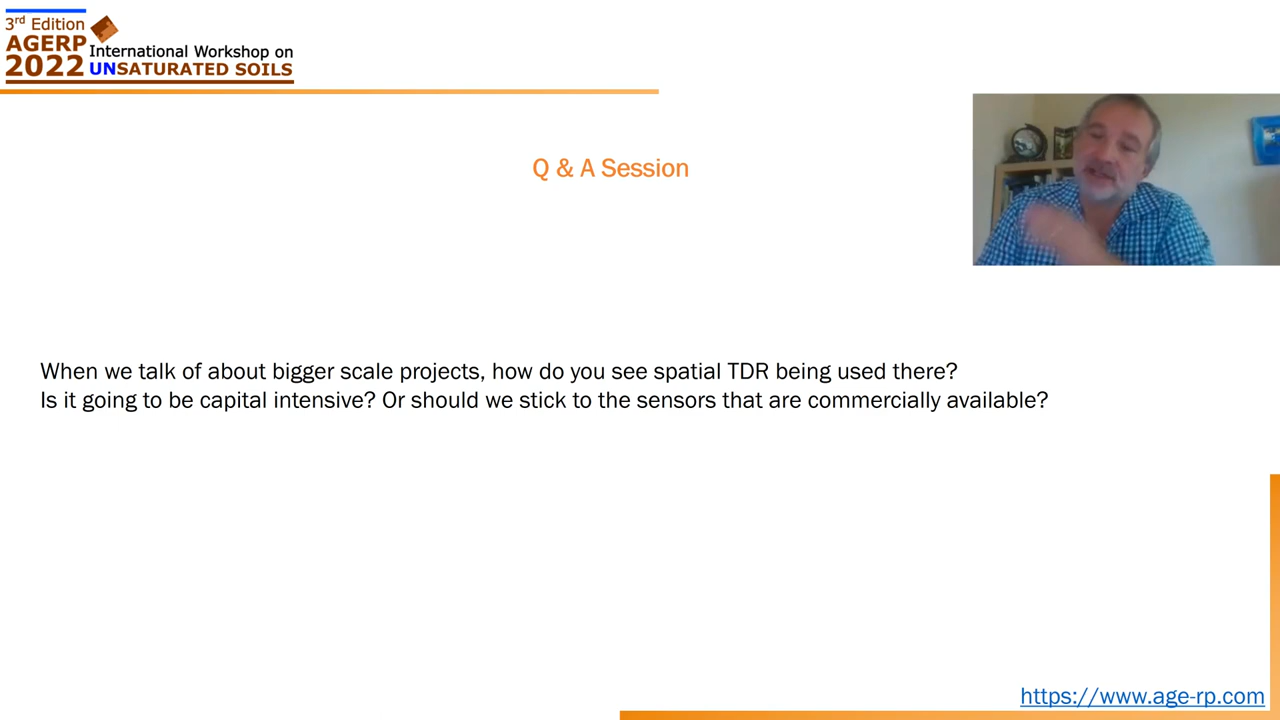 3rd Edition
AGERP
2022
International Workshop on
UNSATURATED SOILS
Q & A Session
When we talk of about bigger scale projects, how do you see spatial TDR being used there?
Is it going to be capital intensive? Or should we stick to the sensors that are commercially available?
https://www.age-rp.com